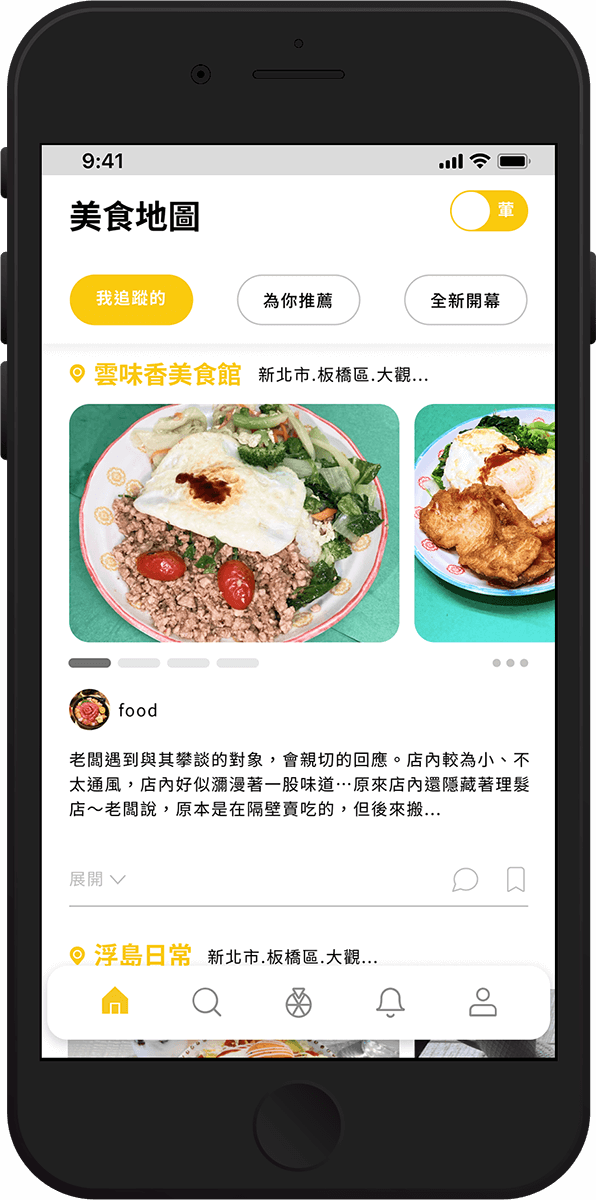 9:41
美食地圖
葷
我追蹤的
為你推薦
全新開幕
雲味香美食館 新北市.板橋區.大觀...
food
老闆遇到與其攀談的對象，會親切的回應。店內較為小、不
太通風，店內好似瀰漫著一股味道⋯原來店內還隱藏著理髮
店～老闆說，原本是在隔壁賣吃的，但後來搬...
展開
浮島日常 新北市.板橋區.大觀...